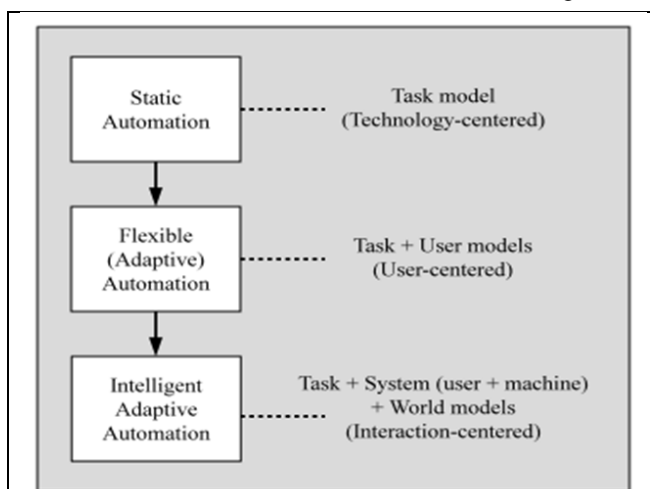 Static
Automation
Task model
(Technology-centered)
Flexible
(Adaptive)
Automation
Task + User models
(User-centered)
Intelligent
Adaptive
Automation
Task + System (user + machine)
+ World models
(Interaction-centered)